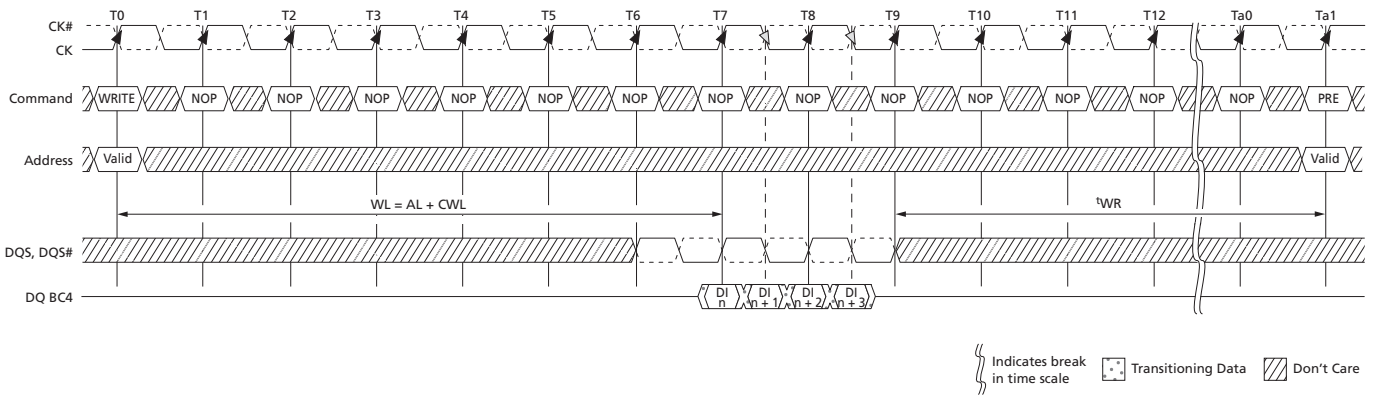 T0 T1 T2 T3 T4 T5 T6 T7 T8 T9 T10 T11 T12 Ta0 Ta1
CK#
CK
Command WRITE NOP NOP NOP NOP NOP NOP NOP NOP NOP NOP NOP NOP NOP PRE
Address Valid Valid
WL = AL + CWL tWR
DQS, DQS#
DQ BC4 DI n DI n + 1 DI n + 2 DI n + 3
Indicates break
in time scale
Transitioning Data
Don't Care